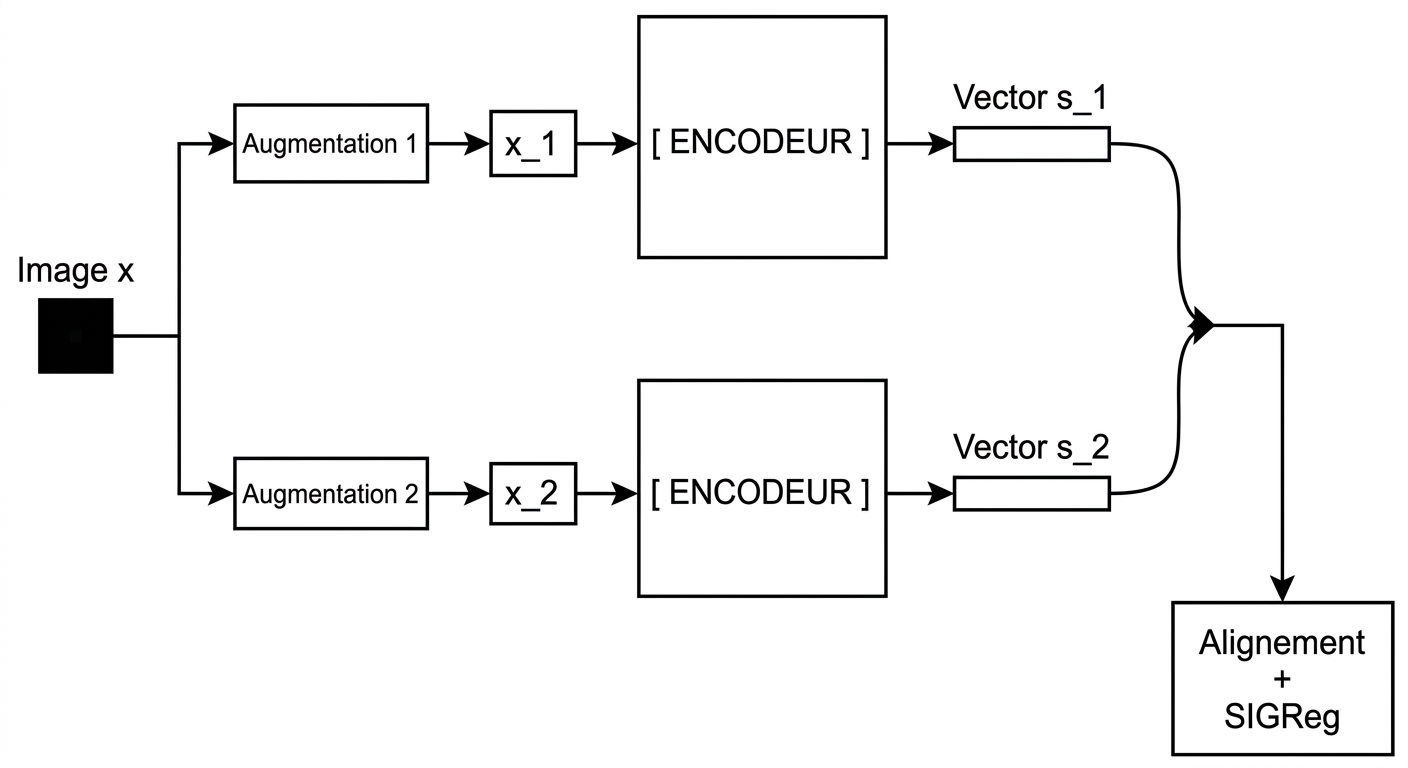 Vector s_1
Augmentation 1
x_1
[ ENCODEUR ]
Image x
Vector s_2
Augmentation 2
x_2
[ ENCODEUR ]
Alignement
+
SIGReg